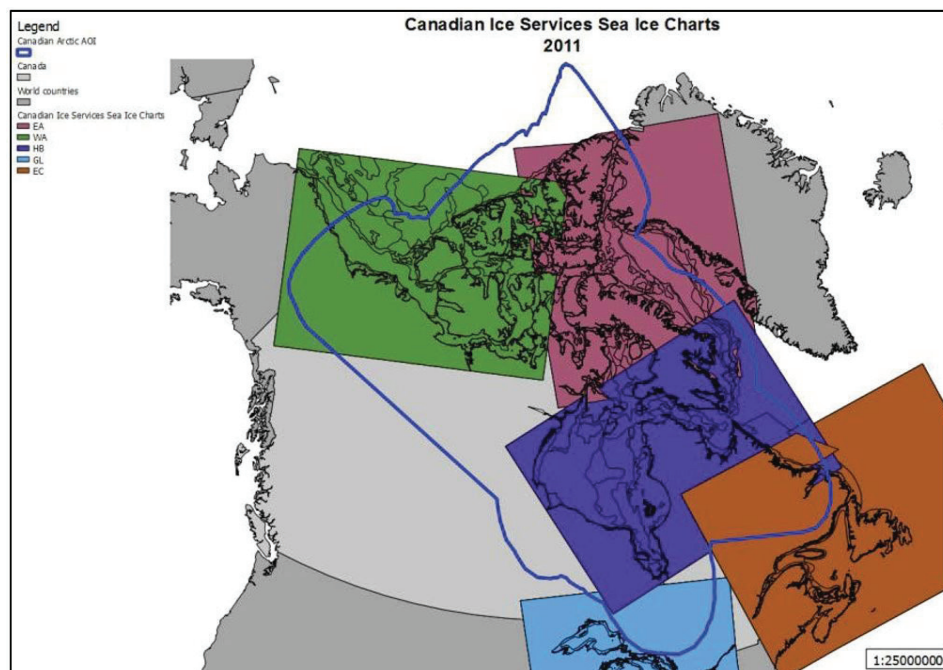 Canadian Ice Services Sea Ice Charts
2011
Legend
Canadian Arctic AOI
Canada
World countries
Canadian Ice Services Sea Ice Charts
EA
WA
HB
GL
EC
1:25000000